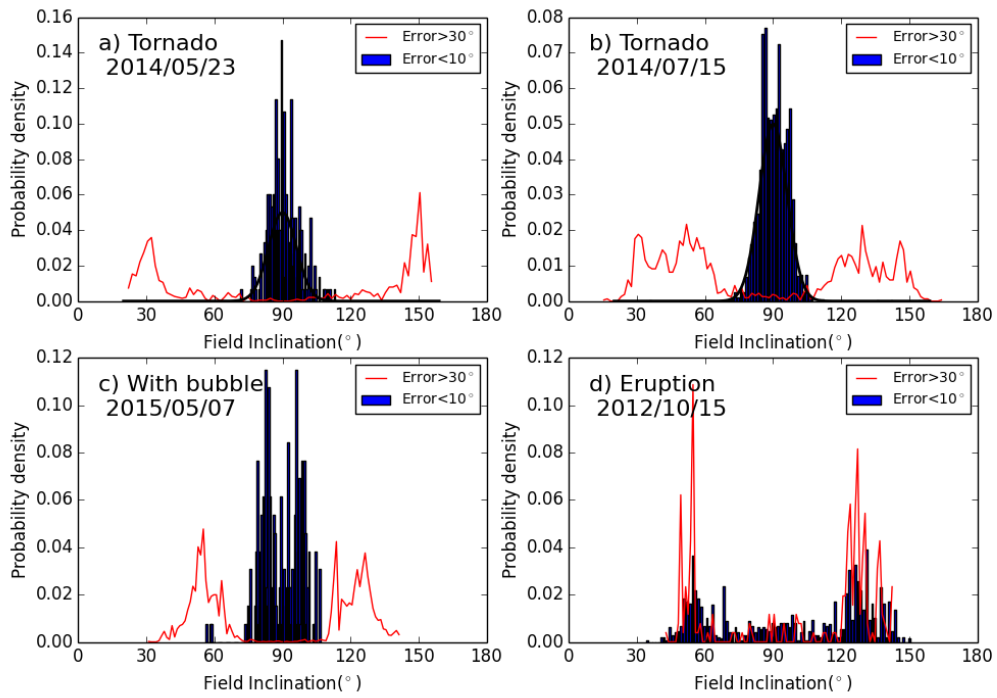 a) Tornado
2014/05/23
Error>30°
Error<10°
Probability density
0.16
0.14
0.12
0.10
0.08
0.06
0.04
0.02
0.00
0 30 60 90 120 150 180
Field Inclination(°)
b) Tornado
2014/07/15
Error>30°
Error<10°
Probability density
0.08
0.07
0.06
0.05
0.04
0.03
0.02
0.01
0.00
0 30 60 90 120 150 180
Field Inclination(°)
c) With bubble
2015/05/07
Error>30°
Error<10°
Probability density
0.12
0.10
0.08
0.06
0.04
0.02
0.00
0 30 60 90 120 150 180
Field Inclination(°)
d) Eruption
2012/10/15
Error>30°
Error<10°
Probability density
0.12
0.10
0.08
0.06
0.04
0.02
0.00
0 30 60 90 120 150 180
Field Inclination(°)